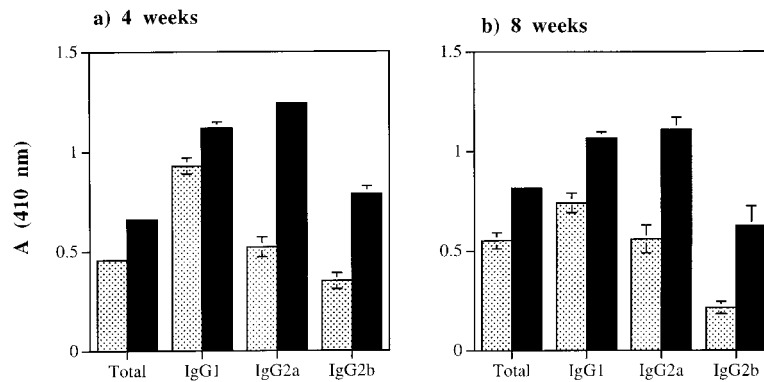 a) 4 weeks
1.5
1
0.5
0
A (410 nm)
Total IgG1 IgG2a IgG2b
b) 8 weeks
1.5
1
0.5
0
Total IgG1 IgG2a IgG2b